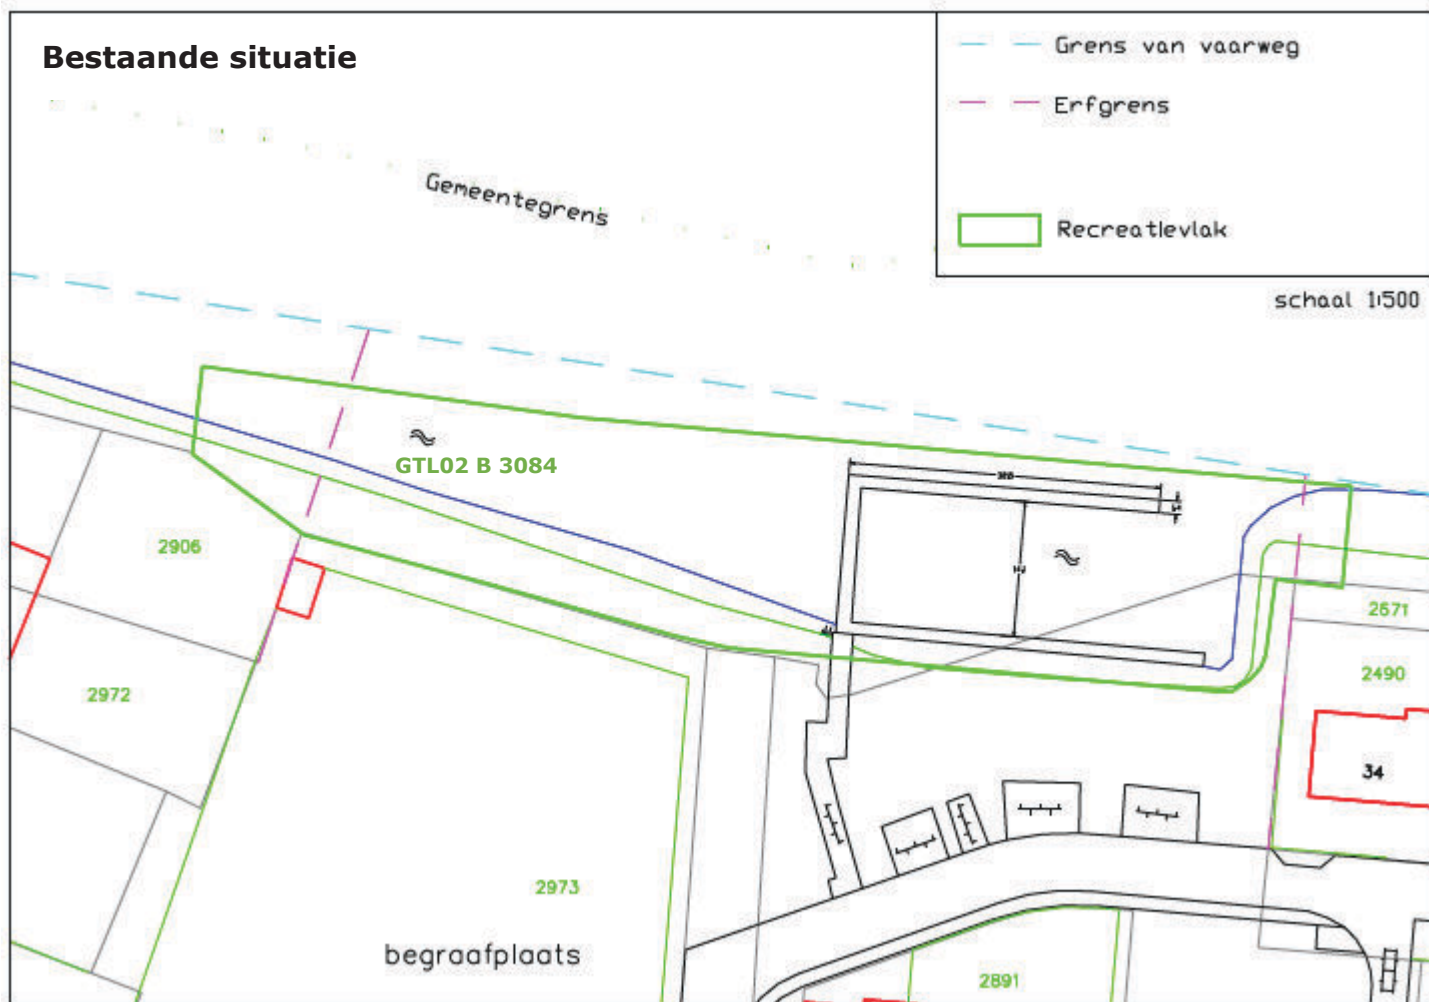 Bestaande situatie
Grens van vaarweg
Erfgrens
Recreatievlak
schaal 1:500
Gemeentegrens
GTL02 B 3084
2906
2972
2973
begraafplaats
2571
2490
34
2891